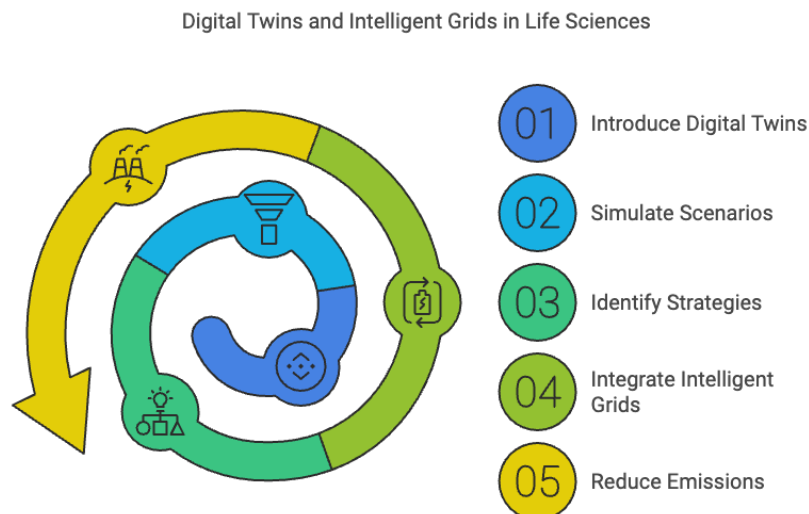 Digital Twins and Intelligent Grids in Life Sciences
01
Introduce Digital Twins
02
Simulate Scenarios
03
Identify Strategies
04
Integrate Intelligent
Grids
05
Reduce Emissions